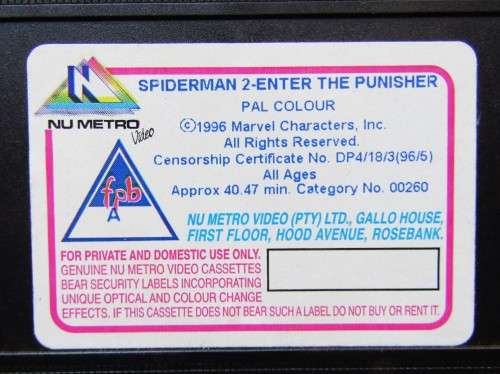 SPIDERMAN 2-ENTER THE PUNISHER
PAL COLOUR
©1996 Marvel Characters, Inc.
All Rights Reserved.
Censorship Certificate No. DP4/18/3(96/5)
All Ages
Approx 40.47 min. Category No. 00260
N
NU METRO
Video
fpb
A
NU METRO VIDEO (PTY) LTD., GALLO HOUSE,
FIRST FLOOR, HOOD AVENUE, ROSEBANK.
FOR PRIVATE AND DOMESTIC USE ONLY.
GENUINE NU METRO VIDEO CASSETTES
BEAR SECURITY LABELS INCORPORATING
UNIQUE OPTICAL AND COLOUR CHANGE
EFFECTS. IF THIS CASSETTE DOES NOT BEAR SUCH A LABEL DO NOT BUY OR RENT IT.